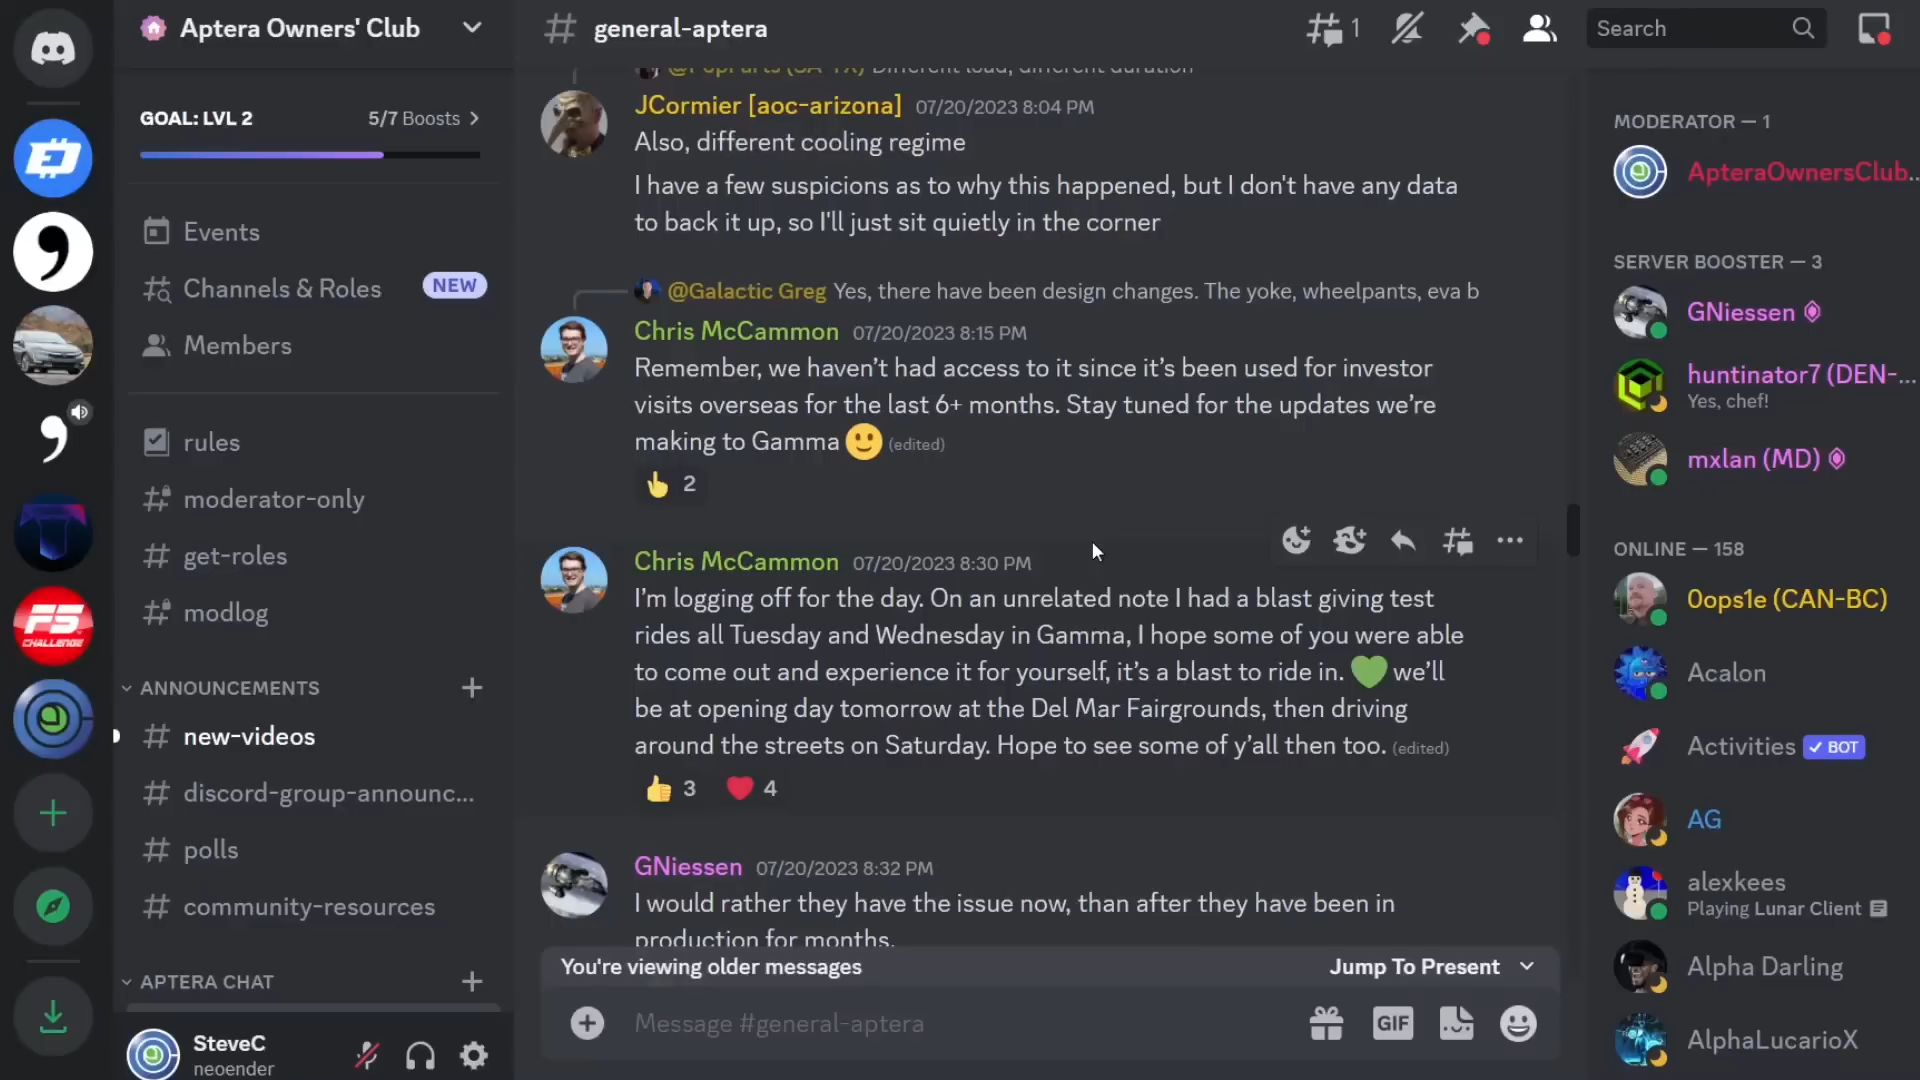 Aptera Owners' Club
GOAL: LVL 2
5/7 Boosts
Events
Channels & Roles
NEW
Members
rules
moderator-only
get-roles
modlog
ANNOUNCEMENTS
new-videos
discord-group-announc...
polls
community-resources
APTERA CHAT
SteveC
neoender
FS
CHALLENGE
general-aptera
1
Search
Different load, different duration
JCormier [aoc-arizona] 07/20/2023 8:04 PM
Also, different cooling regime
I have a few suspicions as to why this happened, but I don't have any data
to back it up, so I'll just sit quietly in the corner
@Galactic Greg Yes, there have been design changes. The yoke, wheelpants, eva b
Chris McCammon 07/20/2023 8:15 PM
Remember, we haven’t had access to it since it’s been used for investor
visits overseas for the last 6+ months. Stay tuned for the updates we’re
making to Gamma 🙂 (edited)
👆 2
Chris McCammon 07/20/2023 8:30 PM
I’m logging off for the day. On an unrelated note I had a blast giving test
rides all Tuesday and Wednesday in Gamma, I hope some of you were able
to come out and experience it for yourself, it’s a blast to ride in. 💚 we’ll
be at opening day tomorrow at the Del Mar Fairgrounds, then driving
around the streets on Saturday. Hope to see some of y’all then too. (edited)
👍 3 ❤️ 4
GNiessen 07/20/2023 8:32 PM
I would rather they have the issue now, than after they have been in
production for months.
You're viewing older messages
Jump To Present
Message #general-aptera
GIF
MODERATOR — 1
ApteraOwnersClub...
SERVER BOOSTER — 3
GNiessen
huntinator7 (DEN-...
Yes, chef!
mxlan (MD)
ONLINE — 158
0ops1e (CAN-BC)
Acalon
Activities ✓ BOT
AG
alexkees
Playing Lunar Client
Alpha Darling
AlphaLucarioX